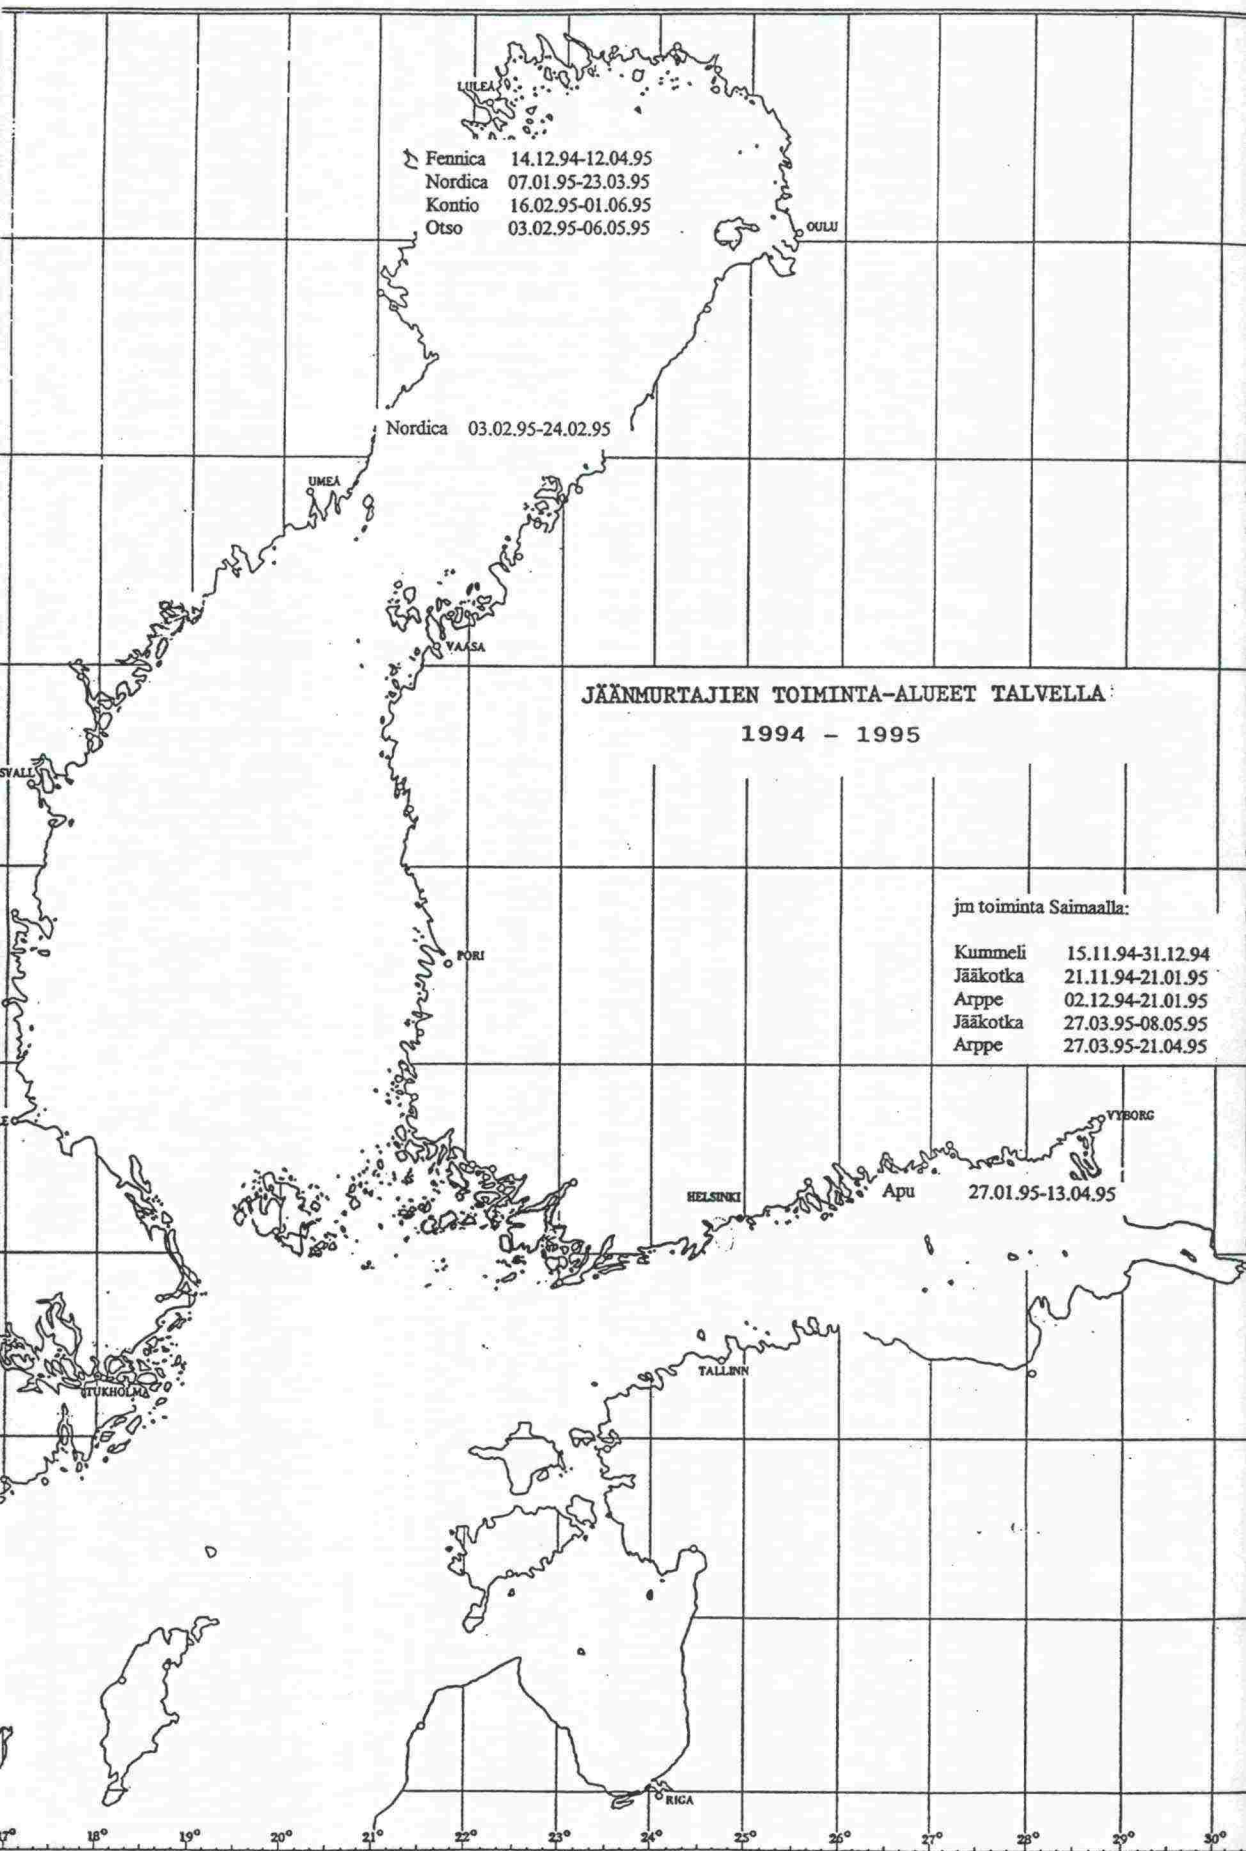 LULEÅ
Fennica 14.12.94-12.04.95
Nordica 07.01.95-23.03.95
Kontio 16.02.95-01.06.95
Otso 03.02.95-06.05.95
OULU
Nordica 03.02.95-24.02.95
UMEÅ
VAASA
JÄÄNMURTAJIEN TOIMINTA-ALUEET TALVELLA
1994 - 1995
SVALL
jm toiminta Saimaalla:
PORI
Kummeli 15.11.94-31.12.94
Jääkotka 21.11.94-21.01.95
Arppe 02.12.94-21.01.95
Jääkotka 27.03.95-08.05.95
Arppe 27.03.95-21.04.95
E
VYBORG
HELSINKI
Apu 27.01.95-13.04.95
TALLINN
TUKHOLMA
RIGA
17° 18° 19° 20° 21° 22° 23° 24° 25° 26° 27° 28° 29° 30°